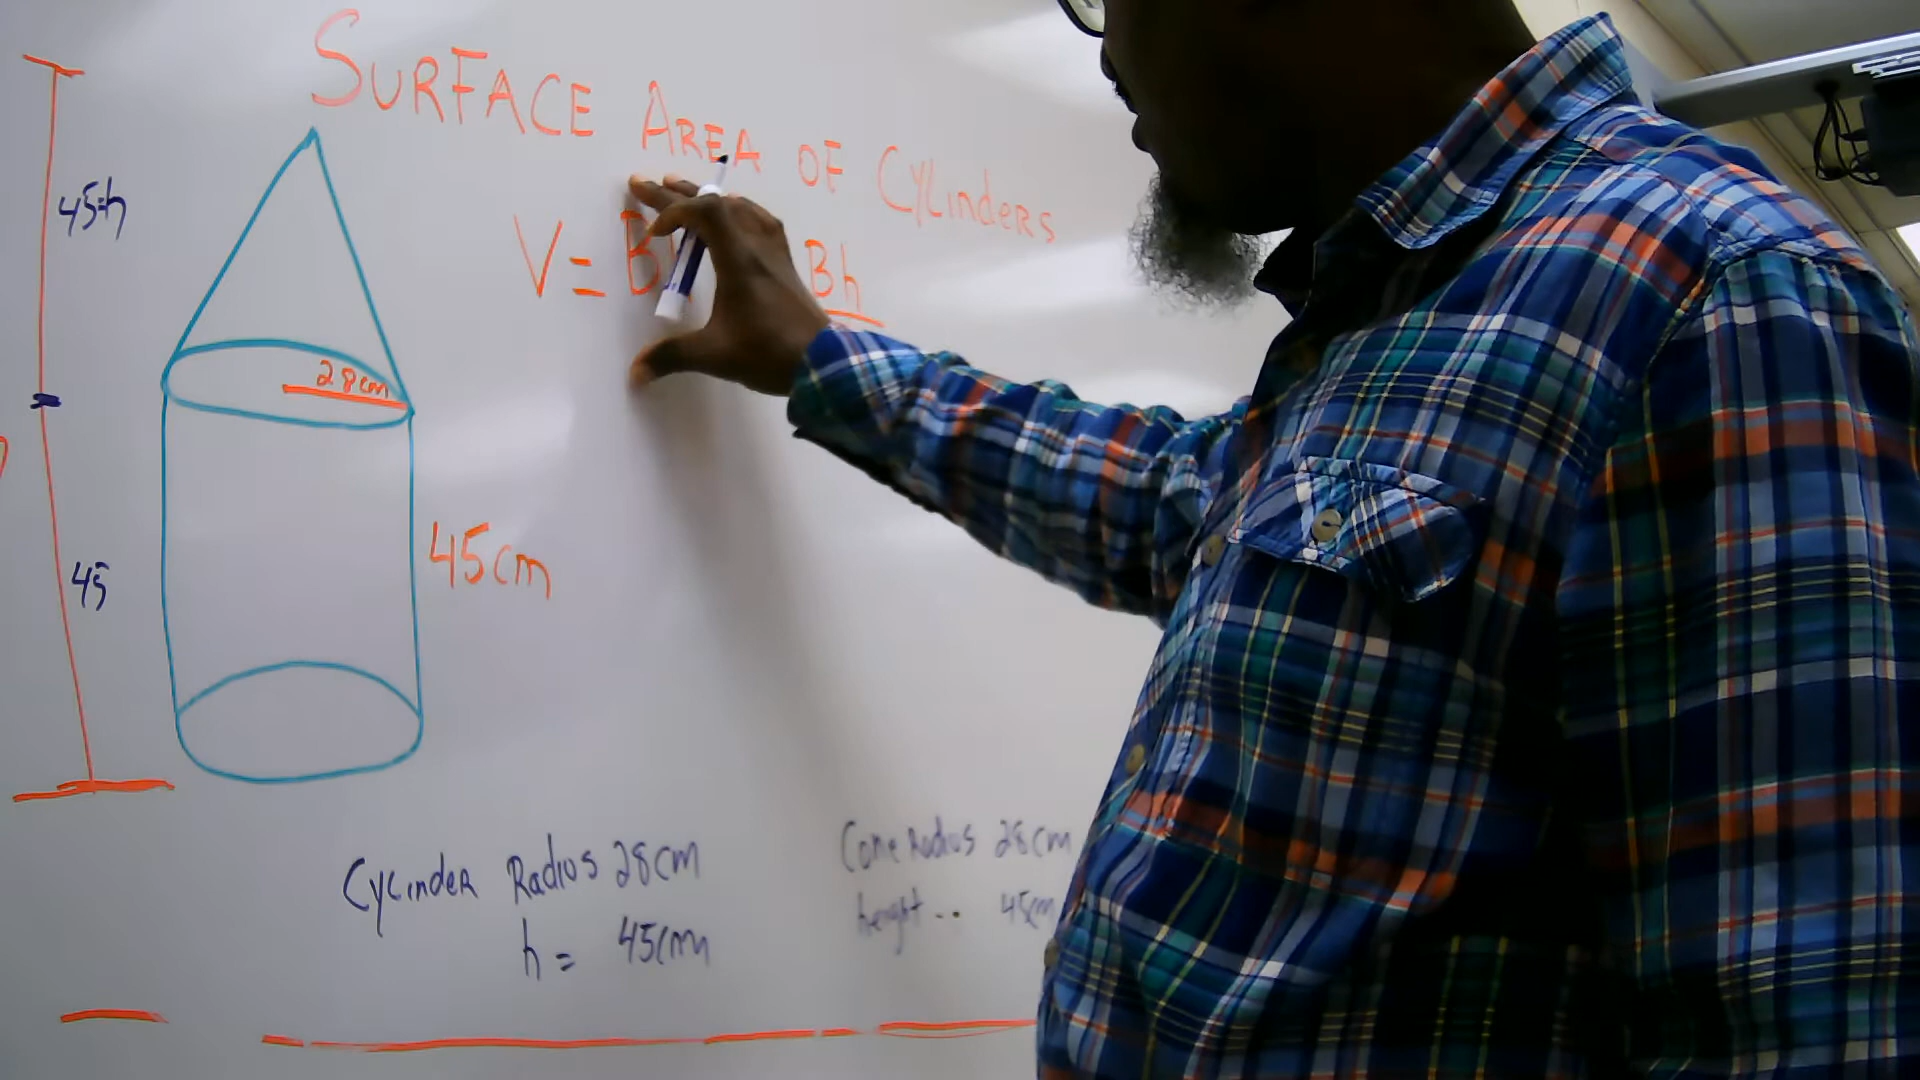 SURFACE AREA OF CYLINDERS
V = B Bh
45=h
28cm
45cm
45
Cylinder Radius 28cm
h = 45cm
Cone Radius 28cm
height .. 45cm